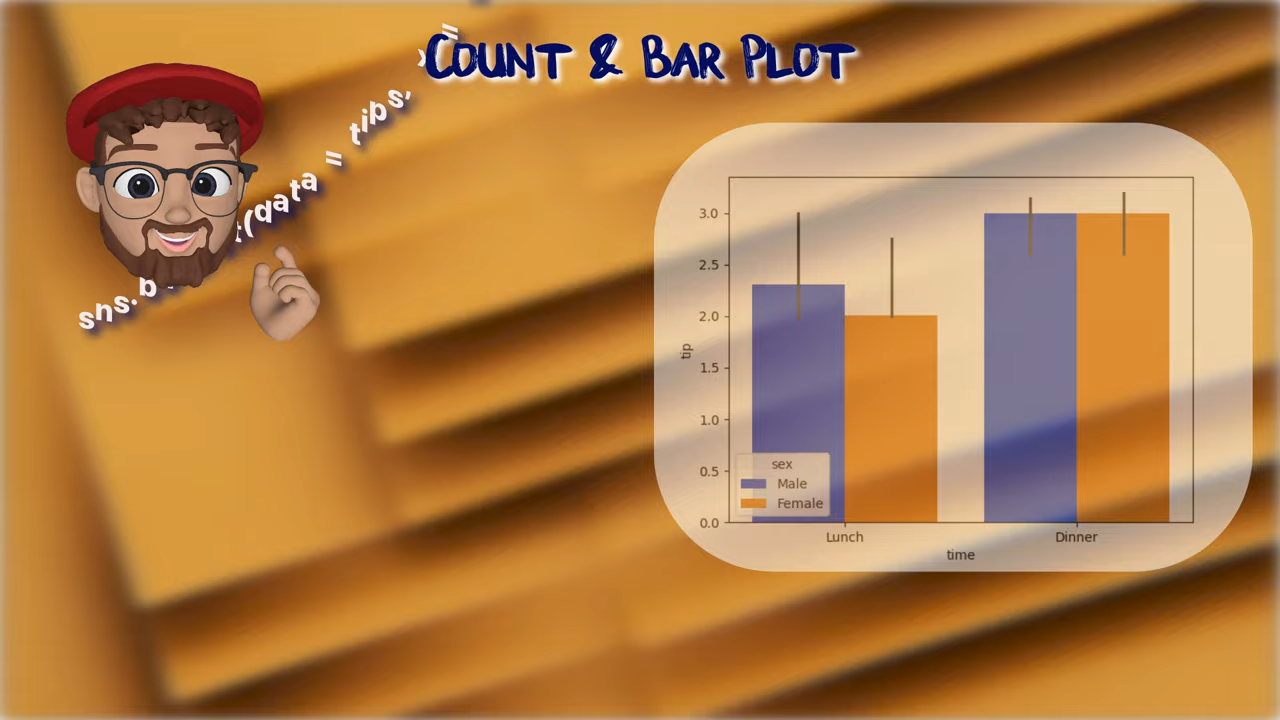 COUNT & BAR PLOT
sns.b t(data = tips, =
3.0
2.5
2.0
1.5
1.0
0.5
0.0
tip
sex
Male
Female
Lunch
Dinner
time